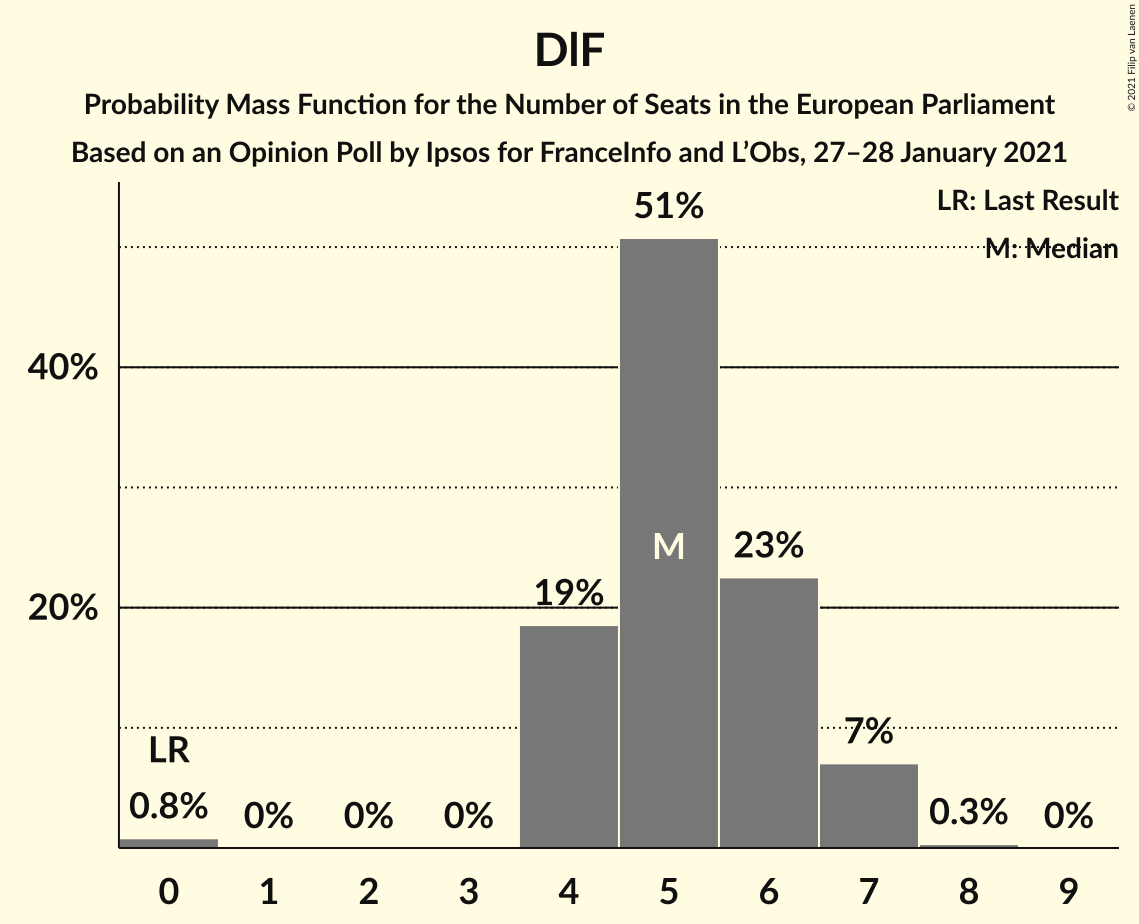 DlF
Probability Mass Function for the Number of Seats in the European Parliament
Based on an Opinion Poll by Ipsos for FranceInfo and L’Obs, 27–28 January 2021
© 2021 Filip van Laenen
LR: Last Result
M: Median
51%
40%
M
23%
19%
20%
7%
LR
0.8%
0%
0%
0%
0.3%
0%
0 1 2 3 4 5 6 7 8 9